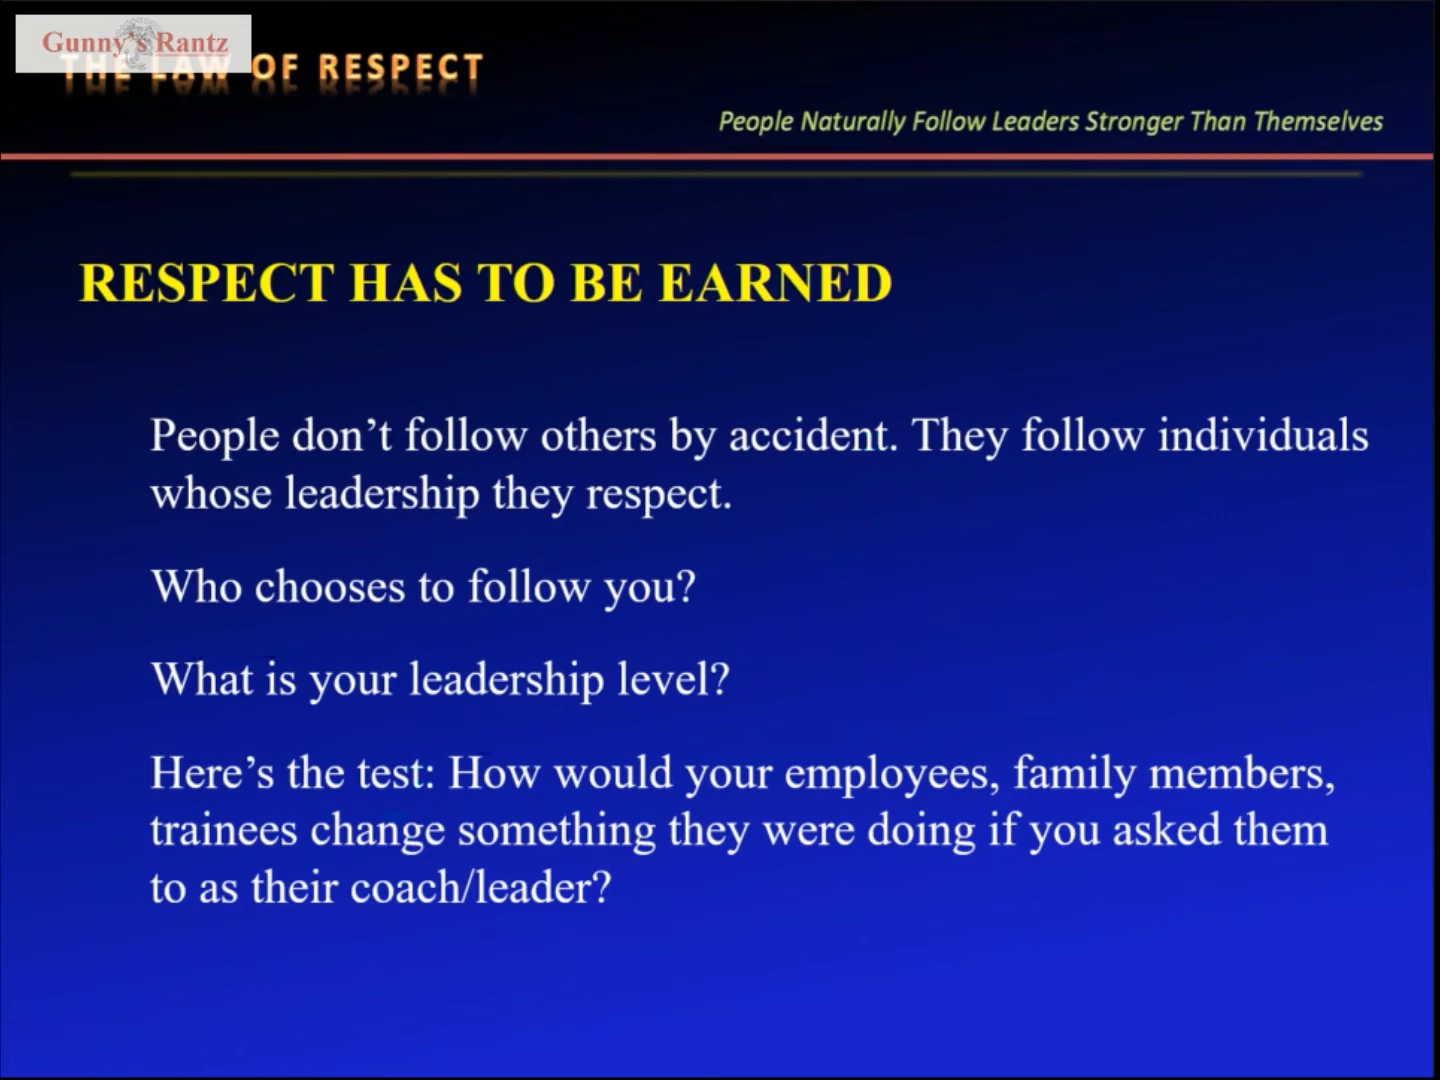 Gunny's Rantz
THE LAW OF RESPECT
People Naturally Follow Leaders Stronger Than Themselves
RESPECT HAS TO BE EARNED
People don’t follow others by accident. They follow individuals
whose leadership they respect.
Who chooses to follow you?
What is your leadership level?
Here’s the test: How would your employees, family members,
trainees change something they were doing if you asked them
to as their coach/leader?